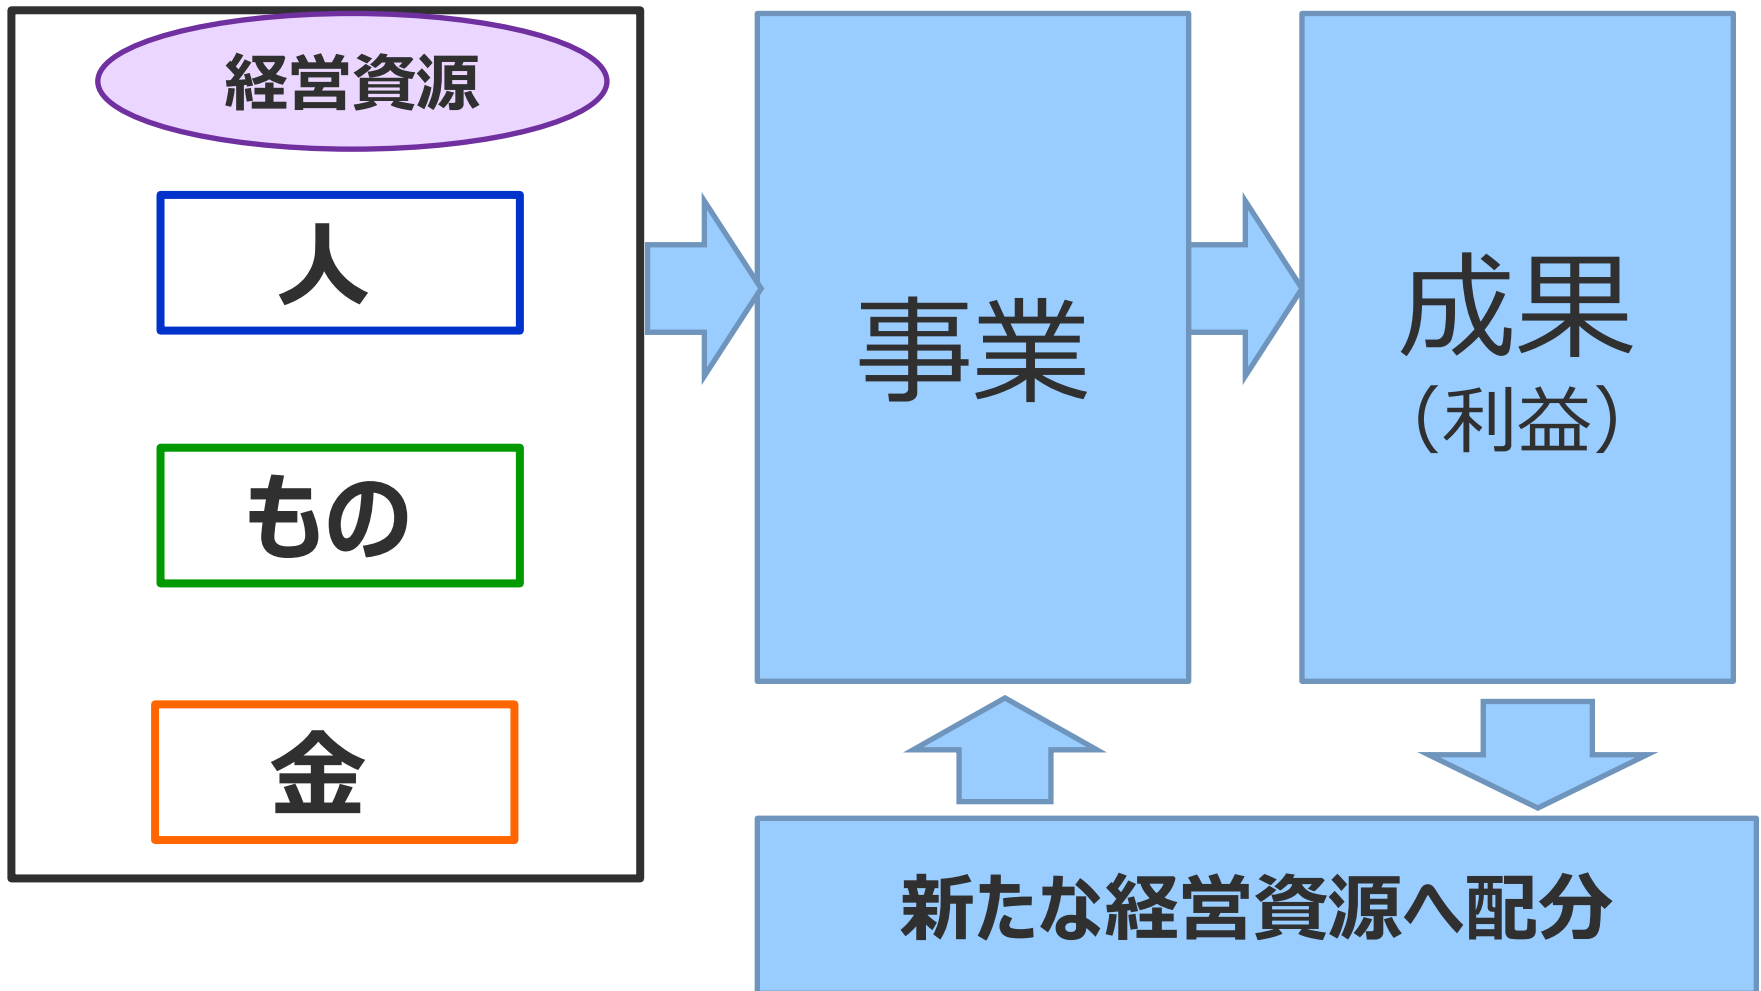 経営資源
人
もの
金
事業
成果
（利益）
新たな経営資源へ配分